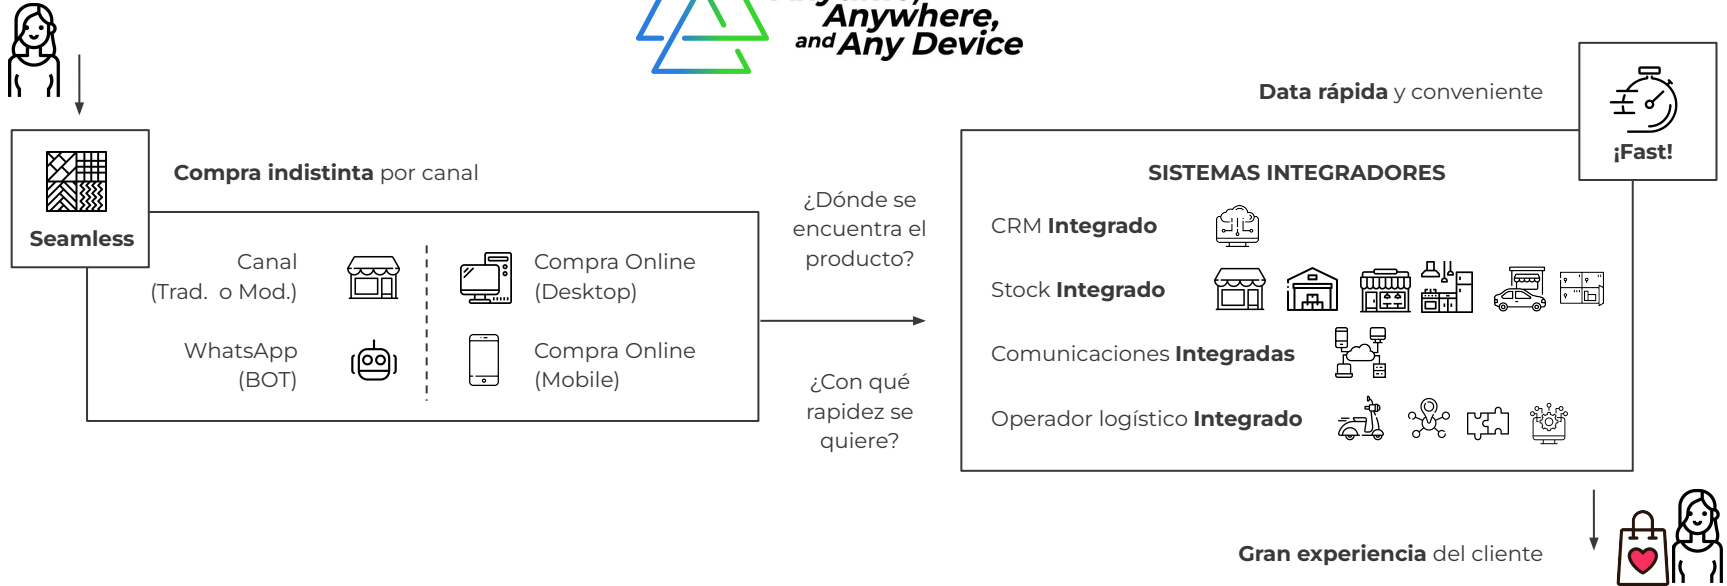 Anywhere,
and Any Device
Data rápida y conveniente
¡Fast!
Compra indistinta por canal
Seamless
Canal
(Trad. o Mod.)
WhatsApp
(BOT)
Compra Online
(Desktop)
Compra Online
(Mobile)
¿Dónde se
encuentra el
producto?
¿Con qué
rapidez se
quiere?
SISTEMAS INTEGRADORES
CRM Integrado
Stock Integrado
Comunicaciones Integradas
Operador logístico Integrado
Gran experiencia del cliente